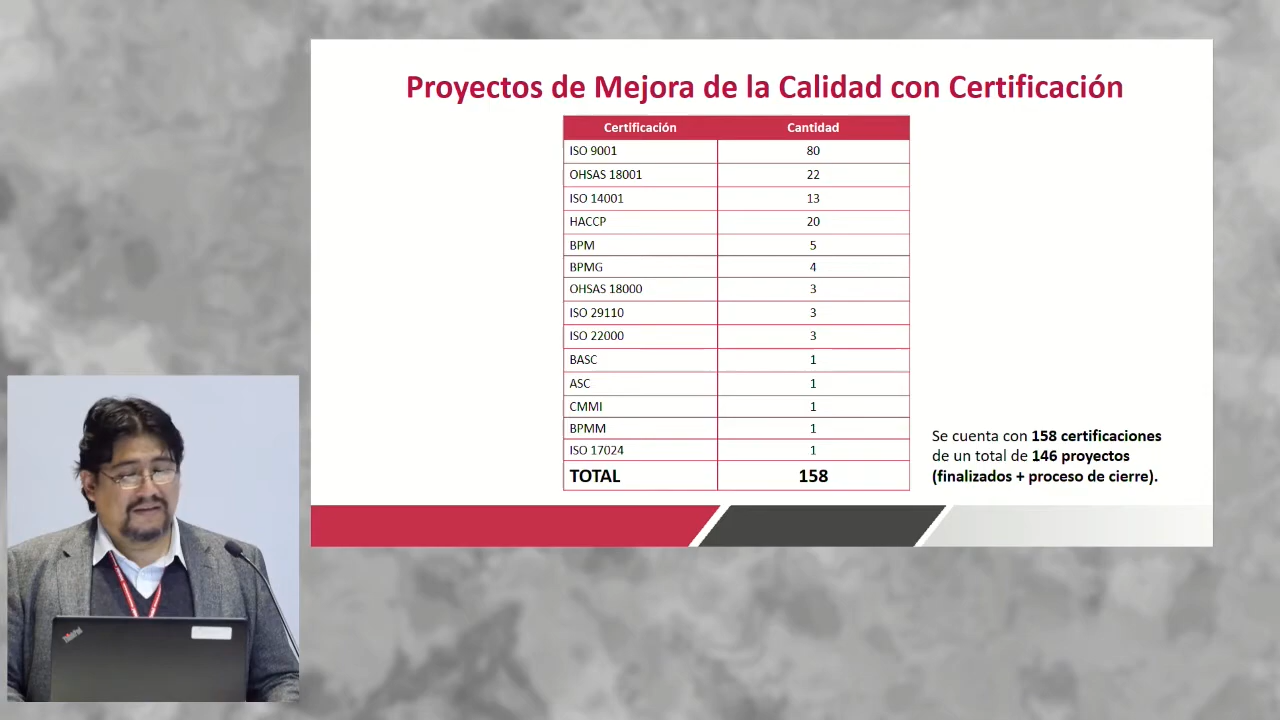 Proyectos de Mejora de la Calidad con Certificación
Certificación Cantidad
ISO 9001 80
OHSAS 18001 22
ISO 14001 13
HACCP 20
BPM 5
BPMG 4
OHSAS 18000 3
ISO 29110 3
ISO 22000 3
BASC 1
ASC 1
CMMI 1
BPMM 1
ISO 17024 1
TOTAL 158
Se cuenta con 158 certificaciones
de un total de 146 proyectos
(finalizados + proceso de cierre).
ThinkPad